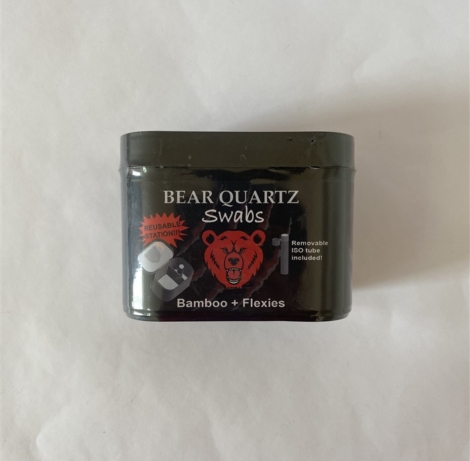 BEAR QUARTZ
Swabs
REUSABLE
STATION!!!
Removable
ISO tube
included!
Bamboo + Flexies